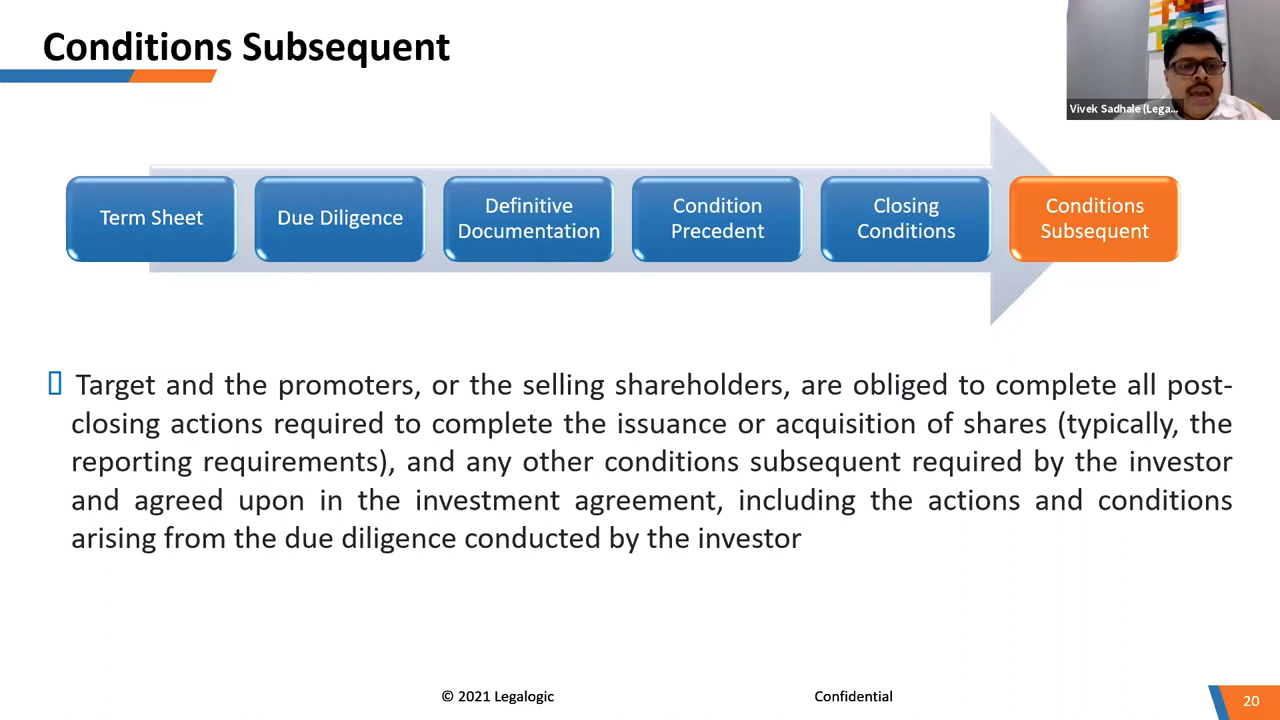 Conditions Subsequent
Vivek Sadhale (Lega...
Term Sheet
Due Diligence
Definitive
Documentation
Condition
Precedent
Closing
Conditions
Conditions
Subsequent
Target and the promoters, or the selling shareholders, are obliged to complete all post-
closing actions required to complete the issuance or acquisition of shares (typically, the
reporting requirements), and any other conditions subsequent required by the investor
and agreed upon in the investment agreement, including the actions and conditions
arising from the due diligence conducted by the investor
© 2021 Legalogic
Confidential
20